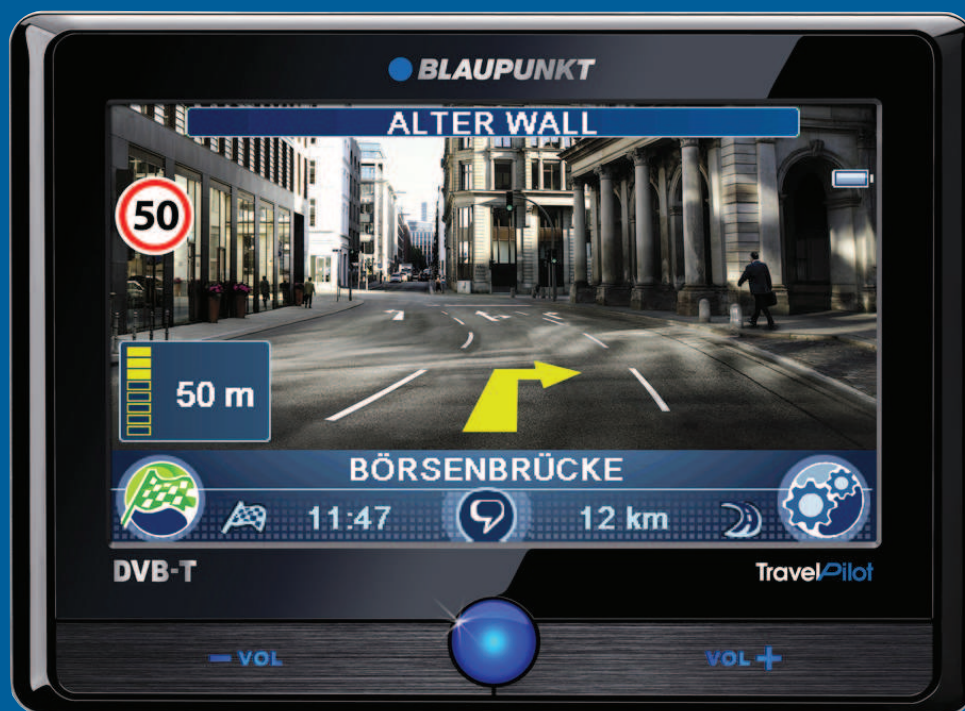 BLAUPUNKT
ALTER WALL
50
50 m
BÖRSENBRÜCKE
11:47 12 km
DVB-T TravelPilot
– VOL VOL +